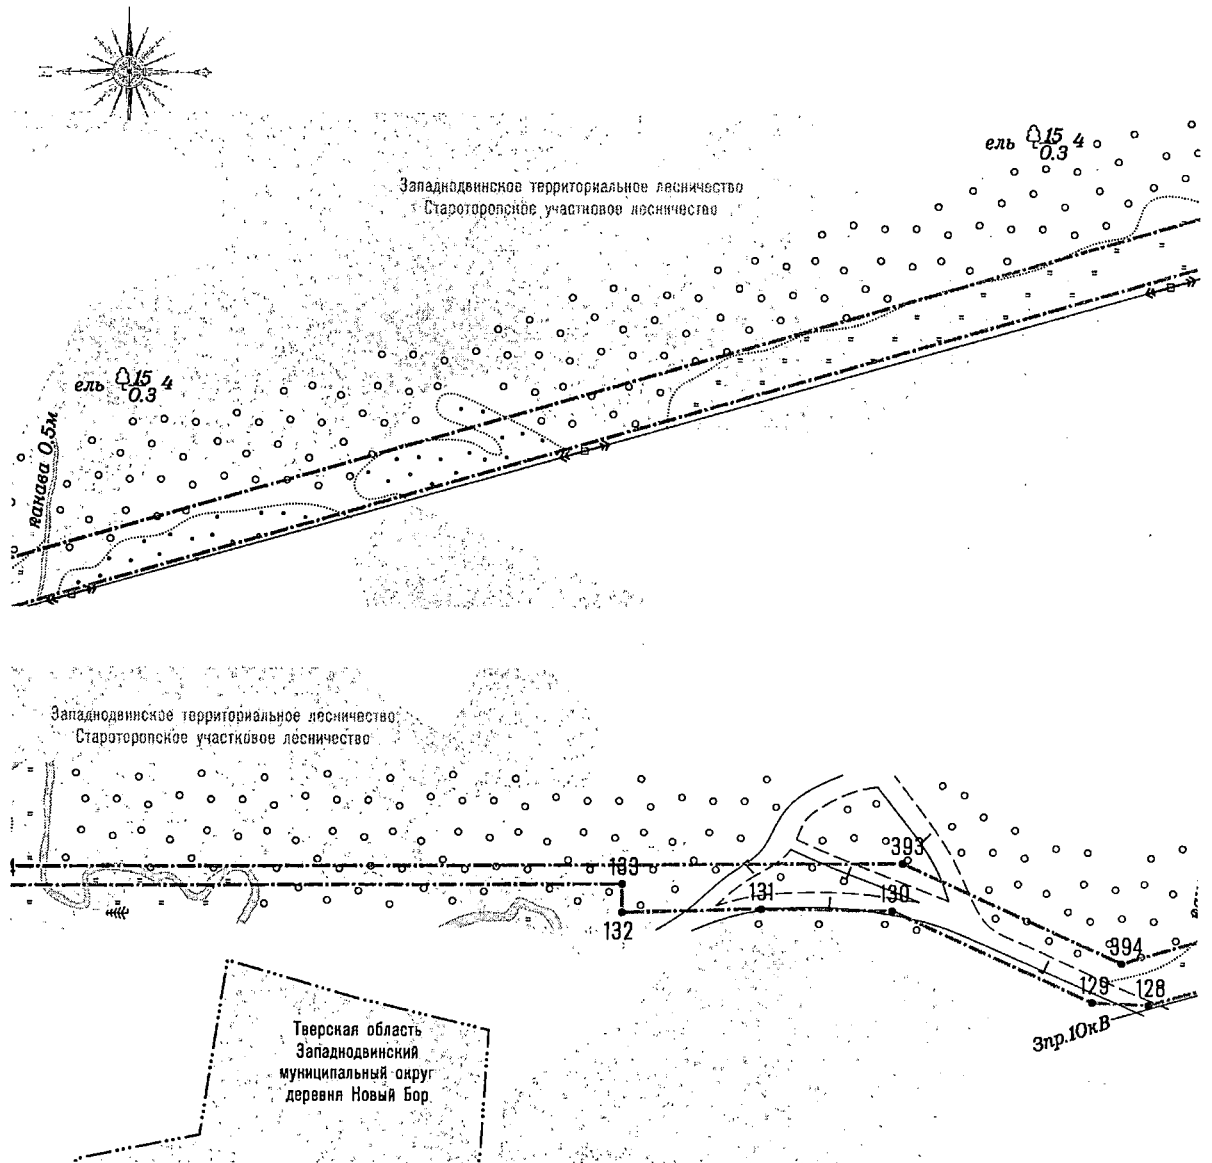 ель 15 4
0.3
Западнодвинское территориальное лесничество
Староторопское участковое лесничество
ель 15 4
0.3
канава 0,5м
Западнодвинское территориальное лесничество
Староторопское участковое лесничество
393
133
131
130
132
394
129
128
3пр.10кВ
Тверская область
Западнодвинский
муниципальный округ
деревня Новый Бор